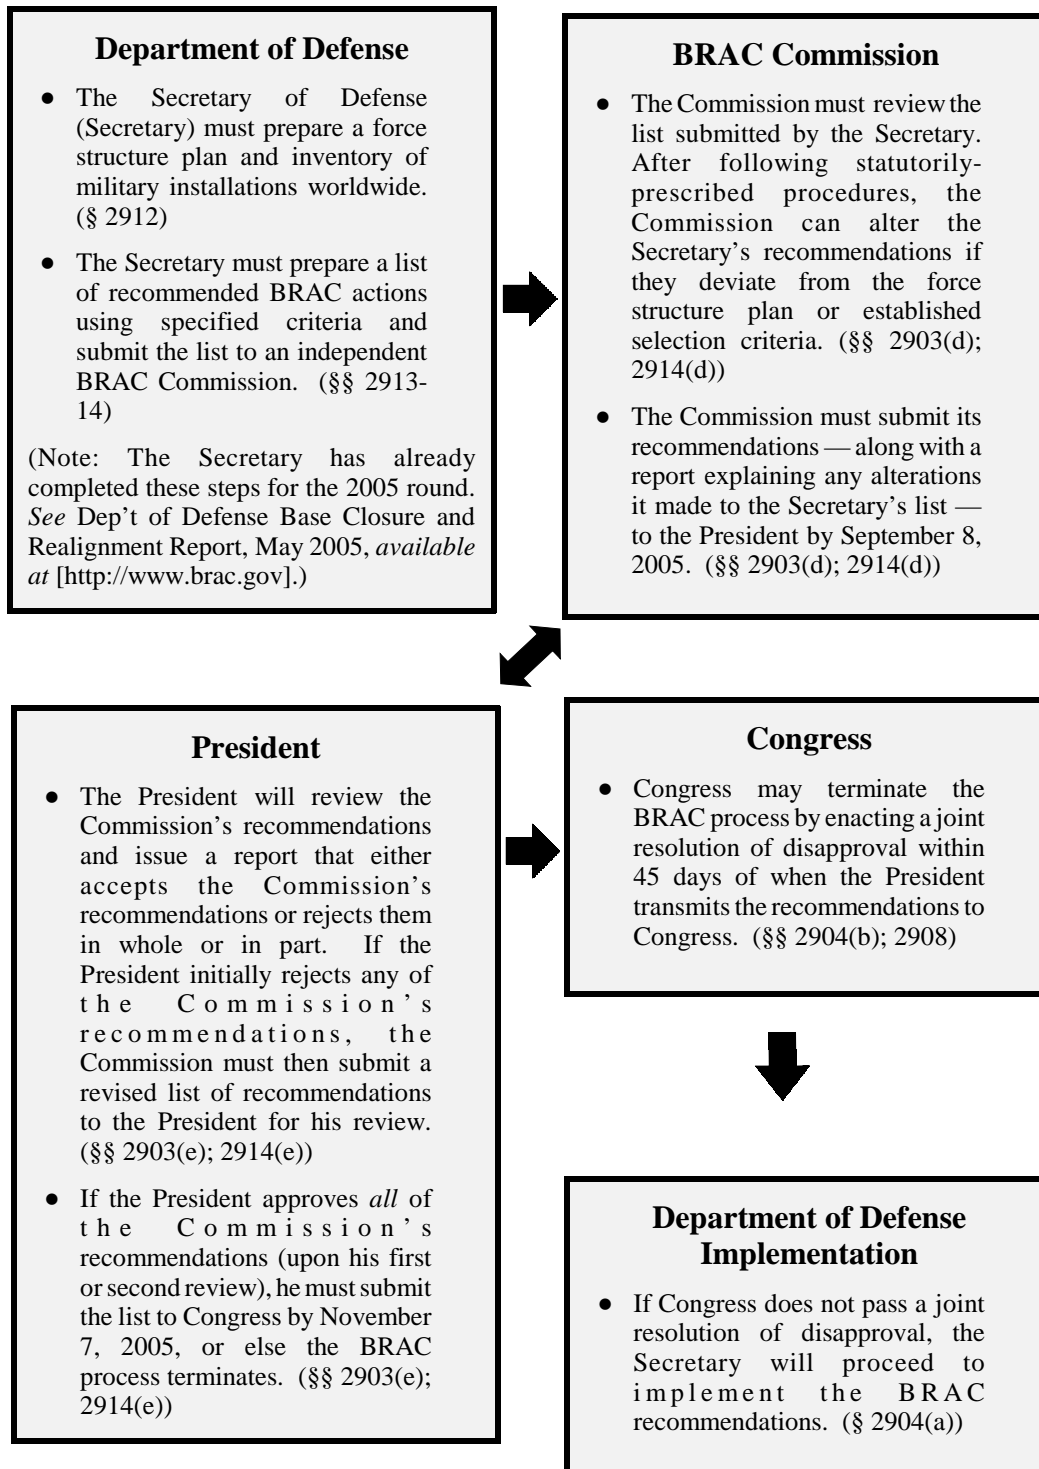 Department of Defense
● The Secretary of Defense
(Secretary) must prepare a force
structure plan and inventory of
military installations worldwide.
(§ 2912)
● The Secretary must prepare a list
of recommended BRAC actions
using specified criteria and
submit the list to an independent
BRAC Commission. (§§ 2913-
14)
(Note: The Secretary has already
completed these steps for the 2005 round.
See Dep’t of Defense Base Closure and
Realignment Report, May 2005, available
at [http://www.brac.gov].)
BRAC Commission
● The Commission must review the
list submitted by the Secretary.
After following statutorily-
prescribed procedures, the
Commission can alter the
Secretary’s recommendations if
they deviate from the force
structure plan or established
selection criteria. (§§ 2903(d);
2914(d))
● The Commission must submit its
recommendations — along with a
report explaining any alterations
it made to the Secretary’s list —
to the President by September 8,
2005. (§§ 2903(d); 2914(d))
President
● The President will review the
Commission’s recommendations
and issue a report that either
accepts the Commission’s
recommendations or rejects them
in whole or in part. If the
President initially rejects any of
the Commission’s
recommendations, the
Commission must then submit a
revised list of recommendations
to the President for his review.
(§§ 2903(e); 2914(e))
● If the President approves all of
the Commission’s
recommendations (upon his first
or second review), he must submit
the list to Congress by November
7, 2005, or else the BRAC
process terminates. (§§ 2903(e);
2914(e))
Congress
● Congress may terminate the
BRAC process by enacting a joint
resolution of disapproval within
45 days of when the President
transmits the recommendations to
Congress. (§§ 2904(b); 2908)
Department of Defense
Implementation
● If Congress does not pass a joint
resolution of disapproval, the
Secretary will proceed to
implement the BRAC
recommendations. (§ 2904(a))